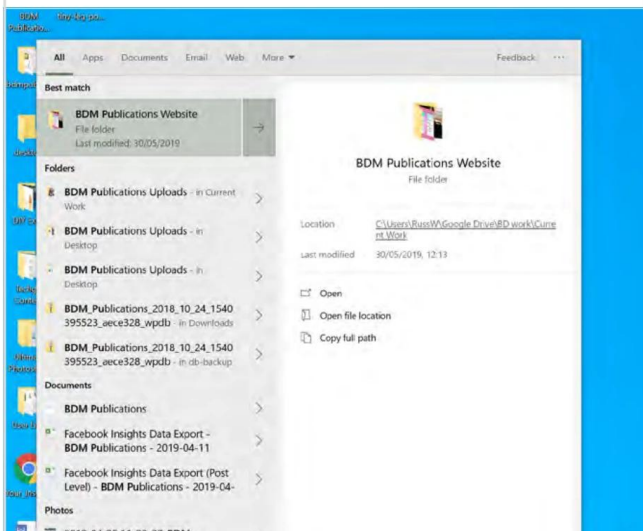 BDM
Publicatio...
tiny-leg-po...
All Apps Documents Email Web More Feedback ...
Best match
BDM Publications Website
File folder
Last modified: 30/05/2019
Folders
BDM Publications Uploads - in Current
Work
BDM Publications Uploads - in
Desktop
BDM Publications Uploads - in
Desktop
BDM_Publications_2018_10_24_1540
395523_aece328_wpdb - in Downloads
BDM_Publications_2018_10_24_1540
395523_aece328_wpdb - in db-backup
Documents
BDM Publications
Facebook Insights Data Export -
BDM Publications - 2019-04-11
Facebook Insights Data Export (Post
Level) - BDM Publications - 2019-04-
Photos
BDM Publications Website
File folder
Location C:\Users\RussW\Google Drive\BD work\Curre
nt Work
Last modified 30/05/2019, 12:13
Open
Open file location
Copy full path